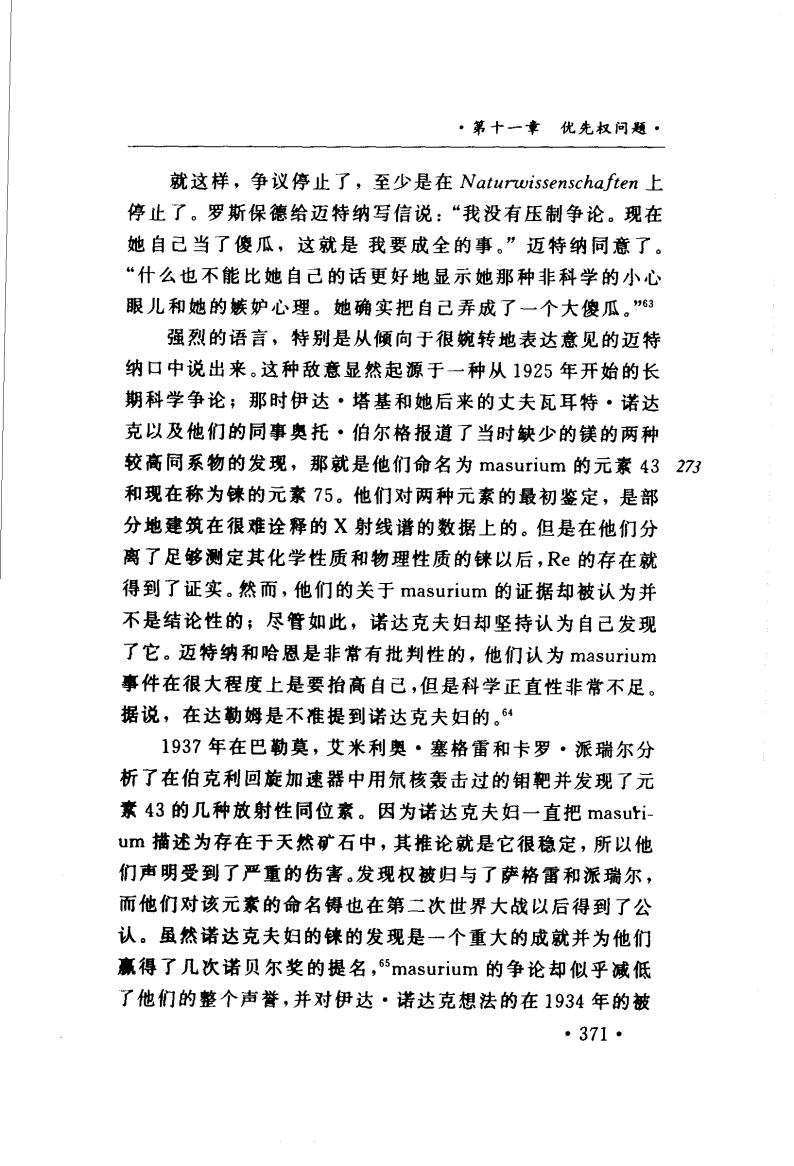 ·第十一章 优先权问题·
就这样，争议停止了，至少是在 Naturwissenschaften 上
停止了。罗斯保德给迈特纳写信说：“我没有压制争论。现在
她自己当了傻瓜，这就是 我要成全的事。”迈特纳同意了。
“什么也不能比她自己的话更好地显示她那种非科学的小心
眼儿和她的嫉妒心理。她确实把自己弄成了一个大傻瓜。”63
强烈的语言，特别是从倾向于很婉转地表达意见的迈特
纳口中说出来。这种敌意显然起源于一种从 1925 年开始的长
期科学争论；那时伊达·塔基和她后来的丈夫瓦耳特·诺达
克以及他们的同事奥托·伯尔格报道了当时缺少的镁的两种
较高同系物的发现，那就是他们命名为 masurium 的元素 43 273
和现在称为铼的元素 75。他们对两种元素的最初鉴定，是部
分地建筑在很难诠释的 X 射线谱的数据上的。但是在他们分
离了足够测定其化学性质和物理性质的铼以后，Re 的存在就
得到了证实。然而，他们的关于 masurium 的证据却被认为并
不是结论性的；尽管如此，诺达克夫妇却坚持认为自己发现
了它。迈特纳和哈恩是非常有批判性的，他们认为 masurium
事件在很大程度上是要抬高自己，但是科学正直性非常不足。
据说，在达勒姆是不准提到诺达克夫妇的。64
1937 年在巴勒莫，艾米利奥·塞格雷和卡罗·派瑞尔分
析了在伯克利回旋加速器中用氘核轰击过的钼靶并发现了元
素 43 的几种放射性同位素。因为诺达克夫妇一直把 masuri-
um 描述为存在于天然矿石中，其推论就是它很稳定，所以他
们声明受到了严重的伤害。发现权被归与了萨格雷和派瑞尔，
而他们对该元素的命名锝也在第二次世界大战以后得到了公
认。虽然诺达克夫妇的铼的发现是一个重大的成就并为他们
赢得了几次诺贝尔奖的提名，65masurium 的争论却似乎减低
了他们的整个声誉，并对伊达·诺达克想法的在 1934 年的被
·371·